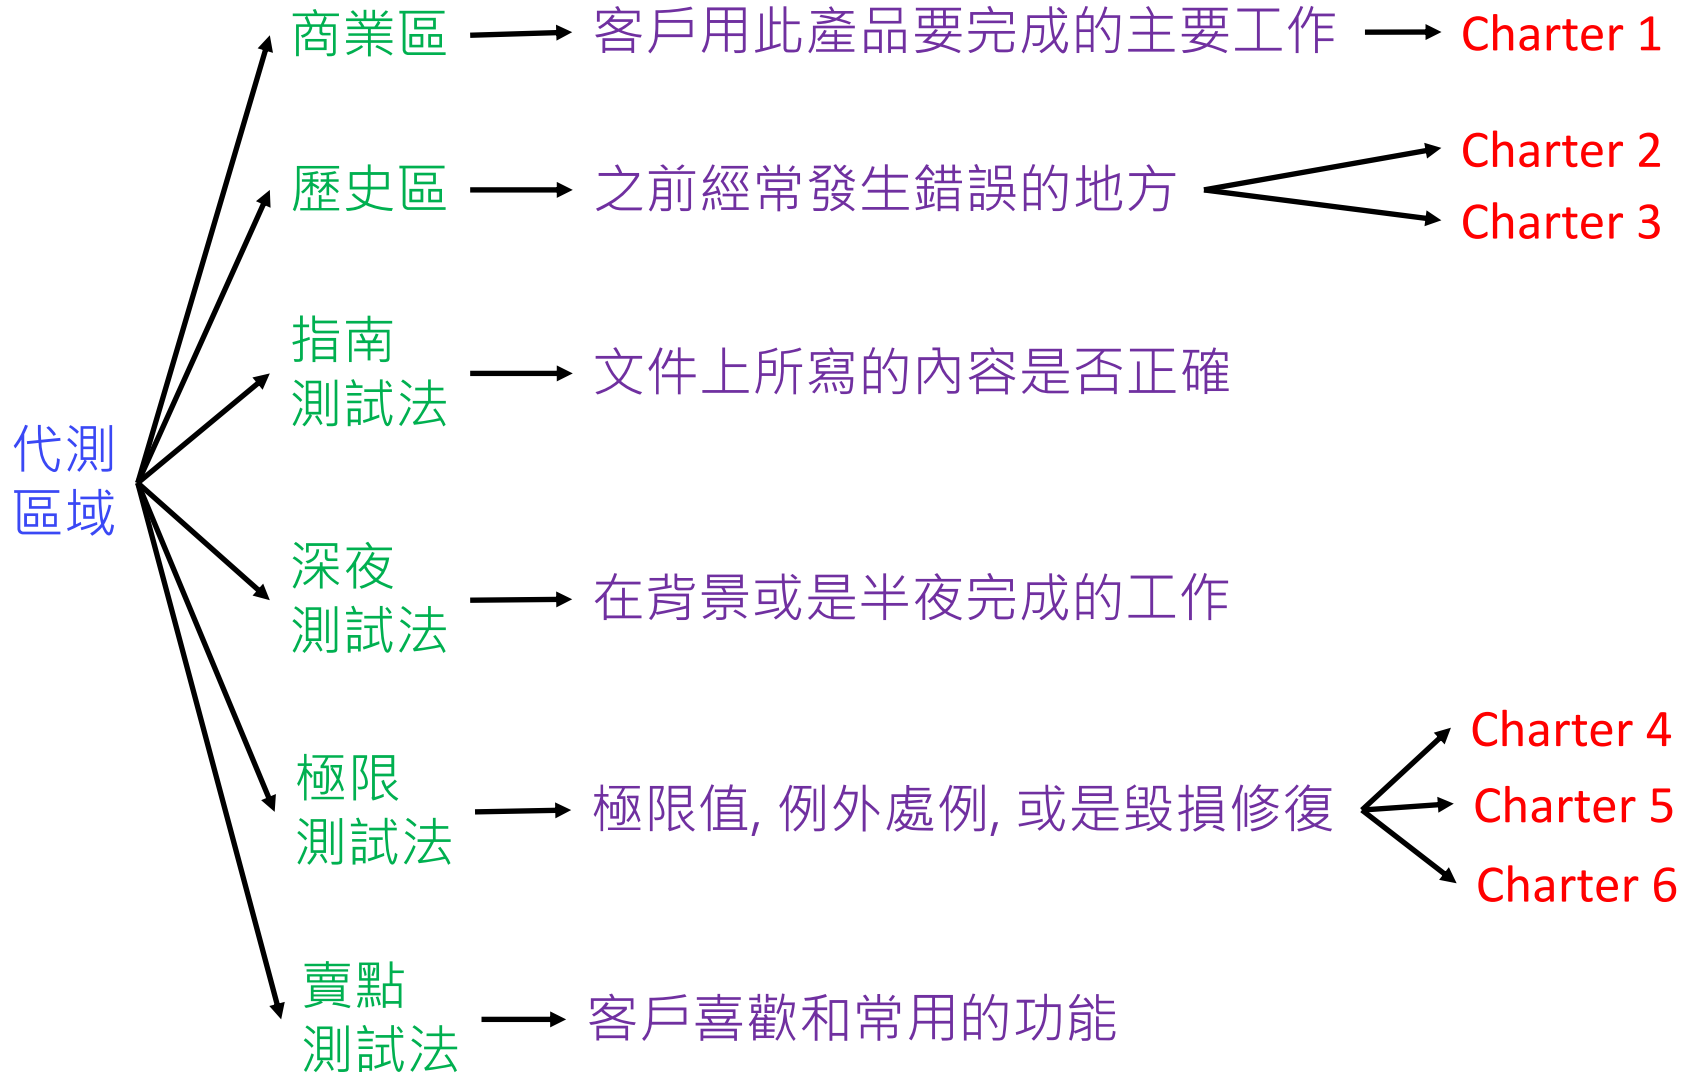 商業區
客戶用此產品要完成的主要工作
Charter 1
歷史區
之前經常發生錯誤的地方
Charter 2
Charter 3
指南
測試法
文件上所寫的內容是否正確
代測
區域
深夜
測試法
在背景或是半夜完成的工作
極限
測試法
極限值, 例外處例, 或是毀損修復
Charter 4
Charter 5
Charter 6
賣點
測試法
客戶喜歡和常用的功能